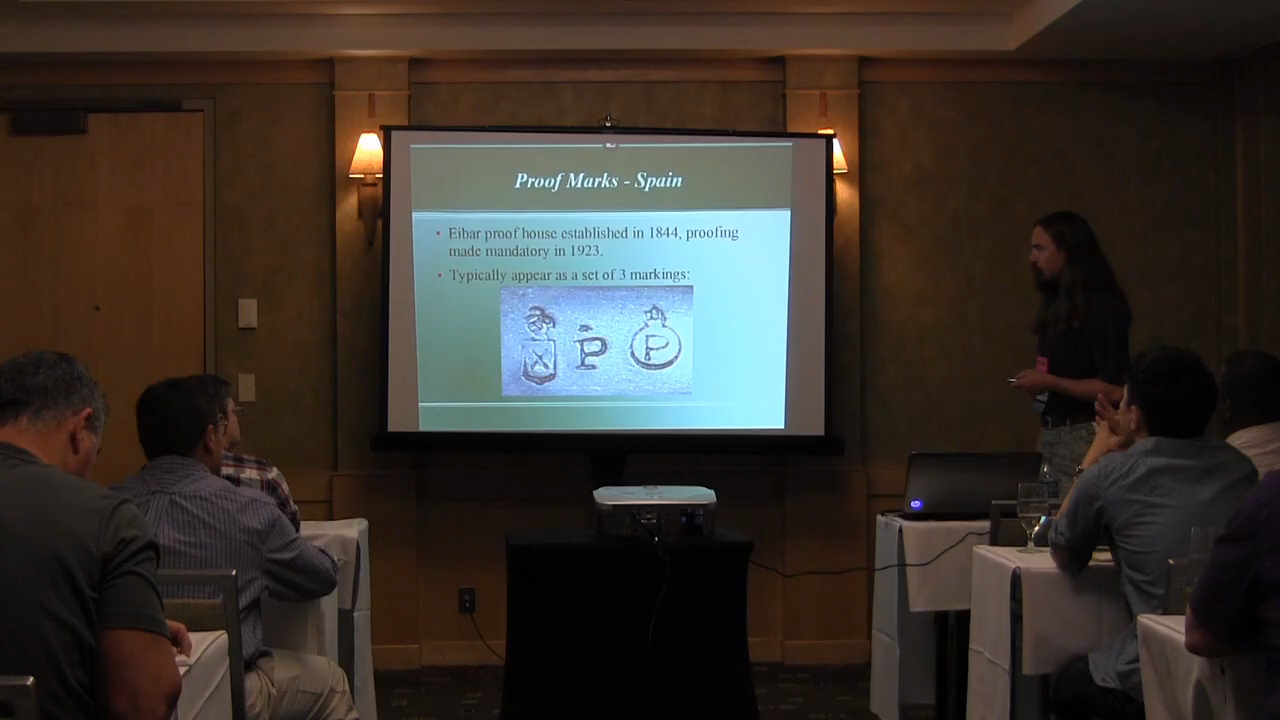 Proof Marks - Spain
• Eibar proof house established in 1844, proofing
made mandatory in 1923.
• Typically appear as a set of 3 markings:
X P P